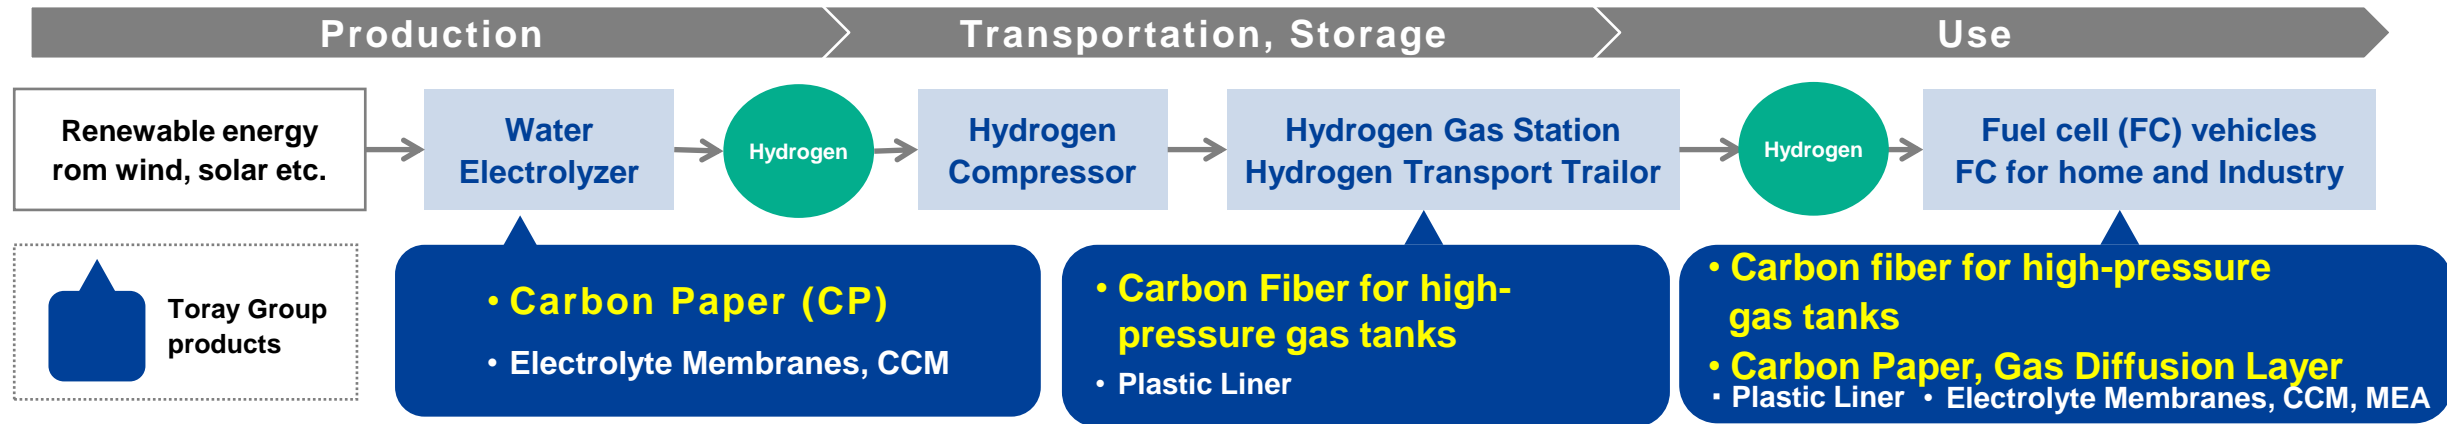 Production
Transportation, Storage
Use
Renewable energy
rom wind, solar etc.
Water
Electrolyzer
Hydrogen
Hydrogen
Compressor
Hydrogen Gas Station
Hydrogen Transport Trailor
Hydrogen
Fuel cell (FC) vehicles
FC for home and Industry
Toray Group
products
・Carbon Paper (CP)
・Electrolyte Membranes, CCM
・Carbon Fiber for high-
pressure gas tanks
・Plastic Liner
・Carbon fiber for high-pressure
gas tanks
・Carbon Paper, Gas Diffusion Layer
・Plastic Liner ・Electrolyte Membranes, CCM, MEA